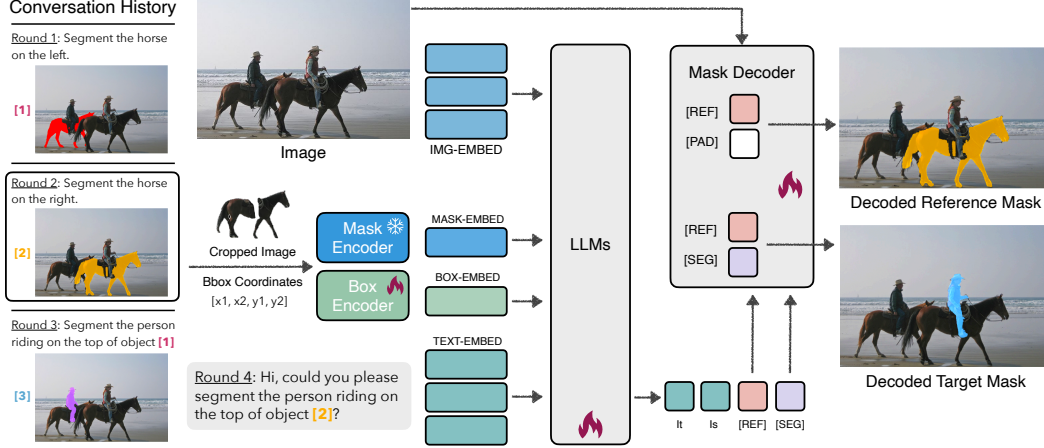 Conversation History
Round 1: Segment the horse
on the left.
[1]
Round 2: Segment the horse
on the right.
[2]
Round 3: Segment the person
riding on the top of object [1]
[3]
Image
Cropped Image
Bbox Coordinates
[x1, x2, y1, y2]
Mask
Encoder
Box
Encoder
Round 4: Hi, could you please
segment the person riding on
the top of object [2]?
IMG-EMBED
MASK-EMBED
BOX-EMBED
TEXT-EMBED
LLMs
It
Is
[REF]
[SEG]
Mask Decoder
[REF]
[PAD]
[REF]
[SEG]
Decoded Reference Mask
Decoded Target Mask